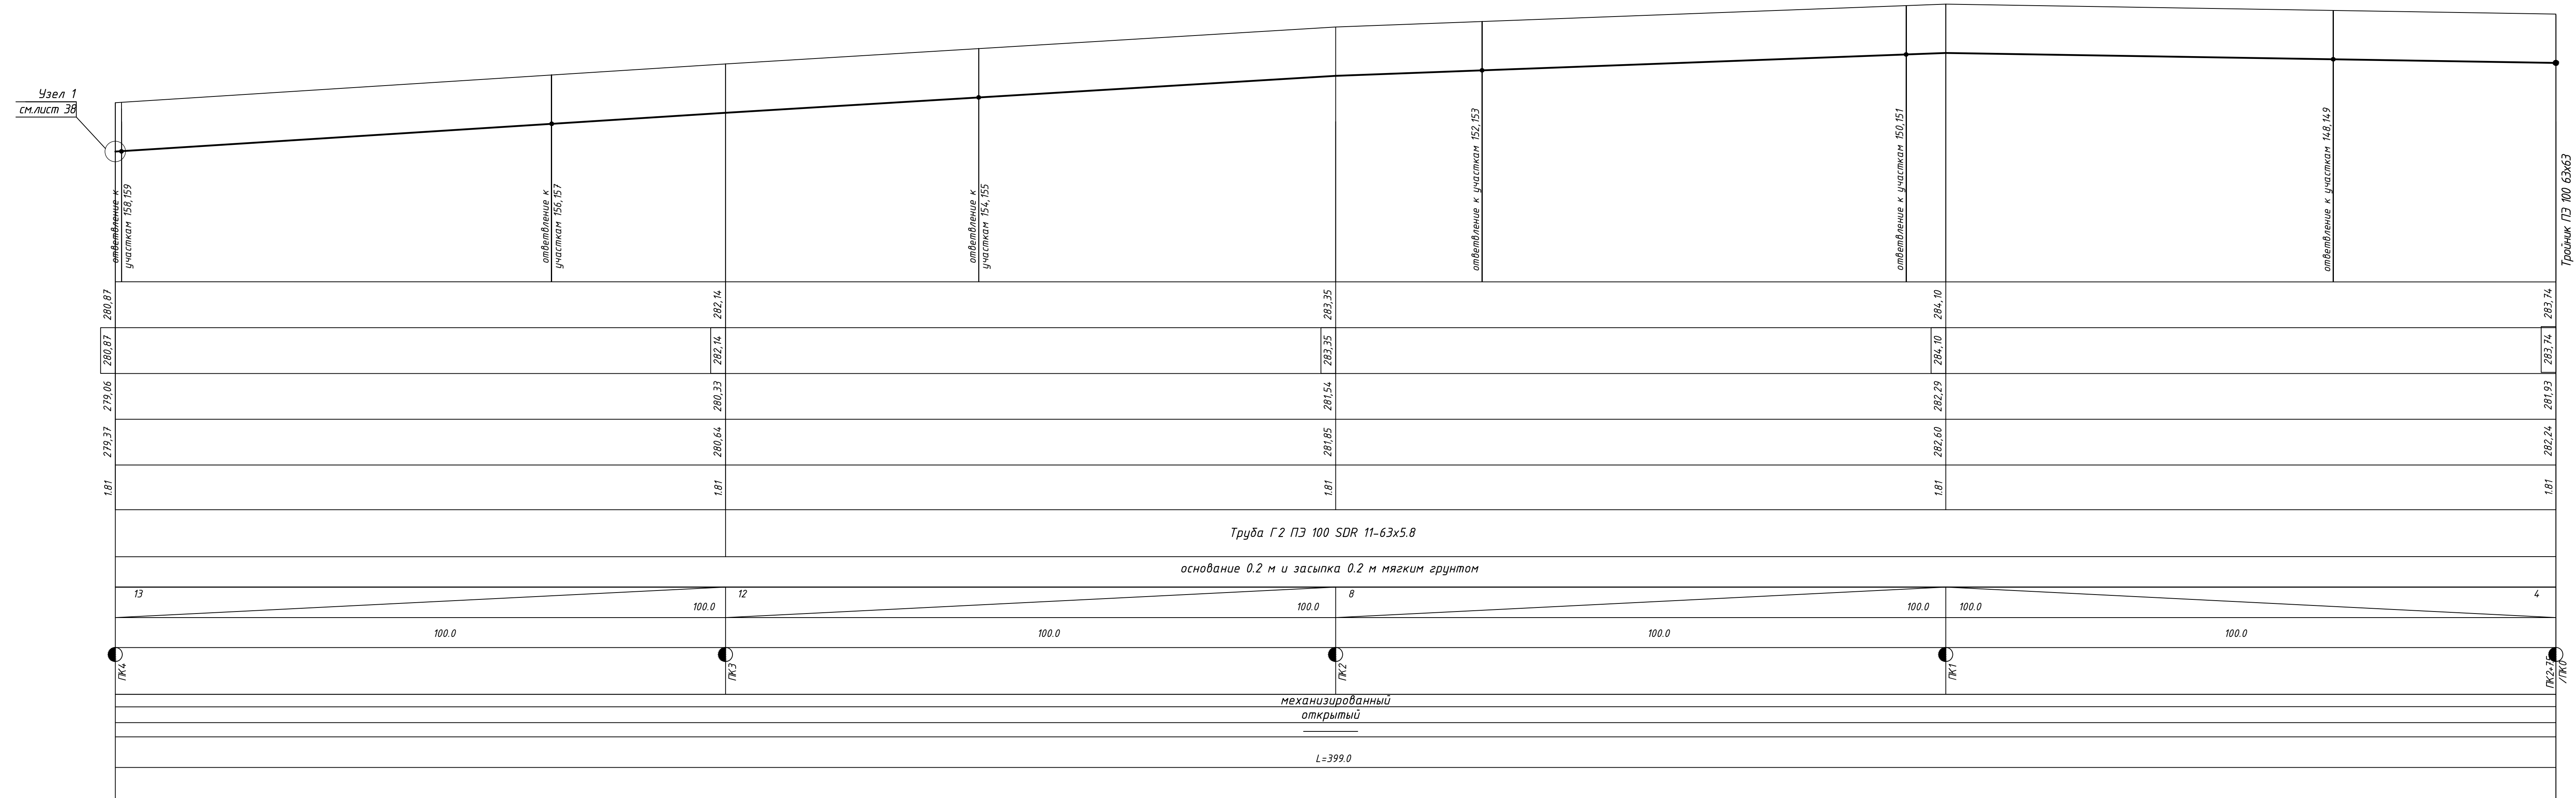 Узел 1
см.лист 38
ответвление к
участкам 158,159
ответвление к
участкам 156,157
ответвление к
участкам 154,155
ответвление к участкам 152,153
ответвление к участкам 150,151
ответвление к участкам 148,149
Тройник ПЭ 100 63х63
280,87
282,14
283,35
284,10
283,74
280,87
282,14
283,35
284,10
283,74
279,06
280,33
281,54
282,29
281,93
279,37
280,64
281,85
282,60
282,24
1.81
1.81
1.81
1.81
1.81
Труба Г2 ПЭ 100 SDR 11-63х5.8
основание 0.2 м и засыпка 0.2 м мягким грунтом
13
100.0
12
100.0
8
100.0
100.0
4
100.0
100.0
100.0
100.0
ПК4
ПК3
ПК2
ПК1
ПК2+75
/ПК0
механизированный
открытый
L=399.0